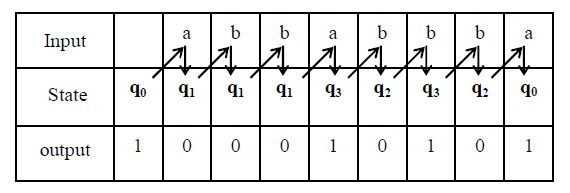 Input a b b a b b b a
State q0 q1 q1 q1 q3 q2 q3 q2 q0
output 1 0 0 0 1 0 1 0 1